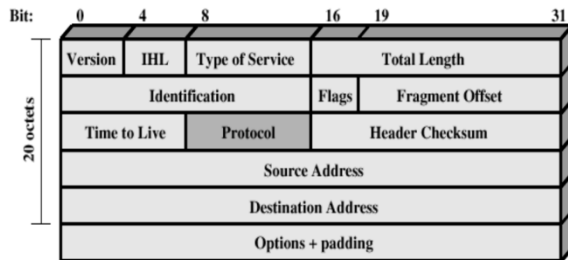 Bit: 0 4 8 16 19 31
Version IHL Type of Service Total Length
Identification Flags Fragment Offset
Time to Live Protocol Header Checksum
Source Address
Destination Address
Options + padding
20 octets